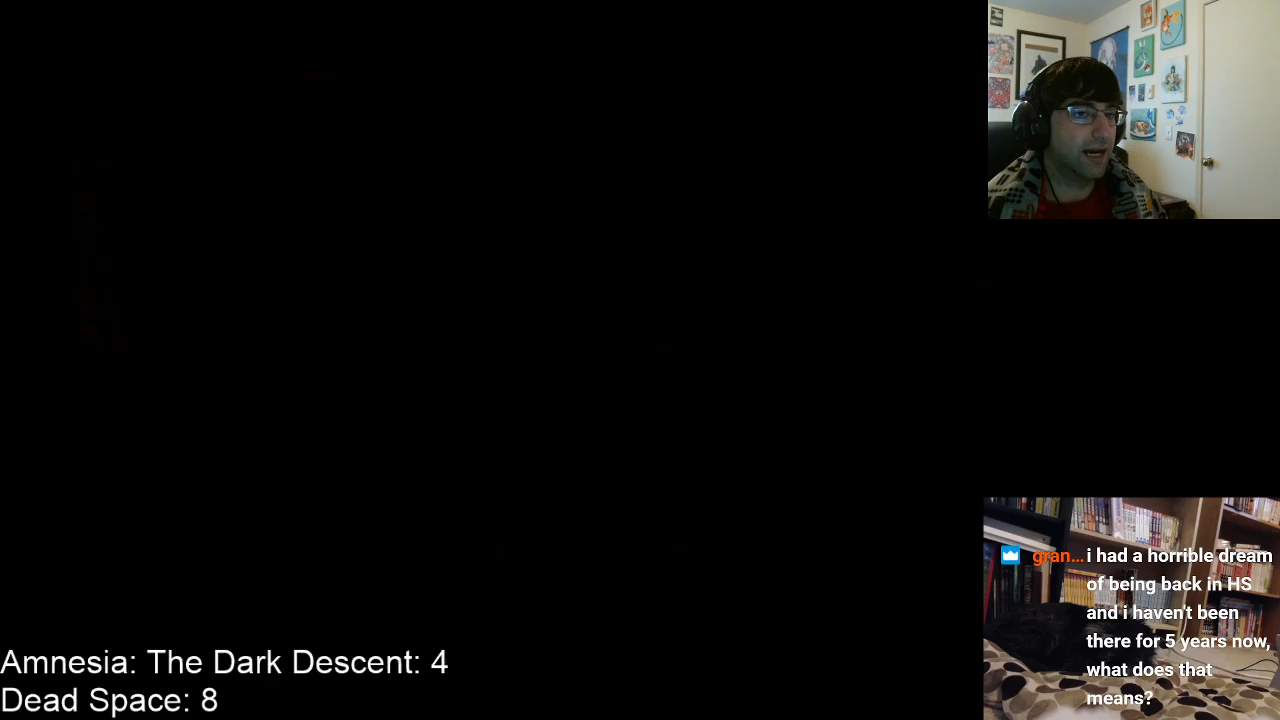 gran... i had a horrible dream
of being back in HS
and i haven't been
there for 5 years now,
what does that
means?
Amnesia: The Dark Descent: 4
Dead Space: 8